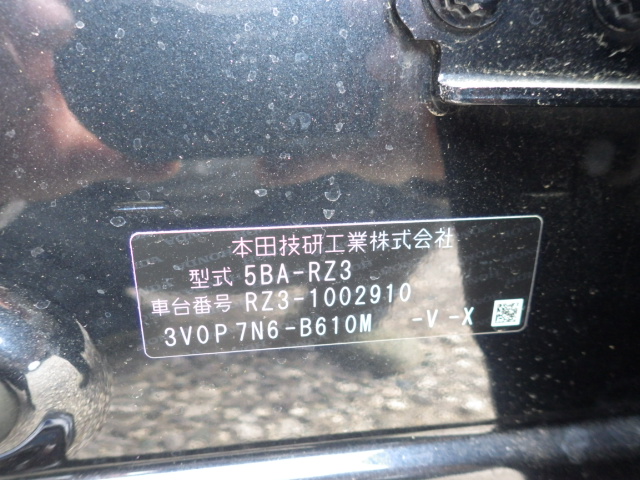 本田技研工業株式会社
型式 5BA-RZ3
車台番号 RZ3-1002910
3V0P 7N6-B610M -V -X